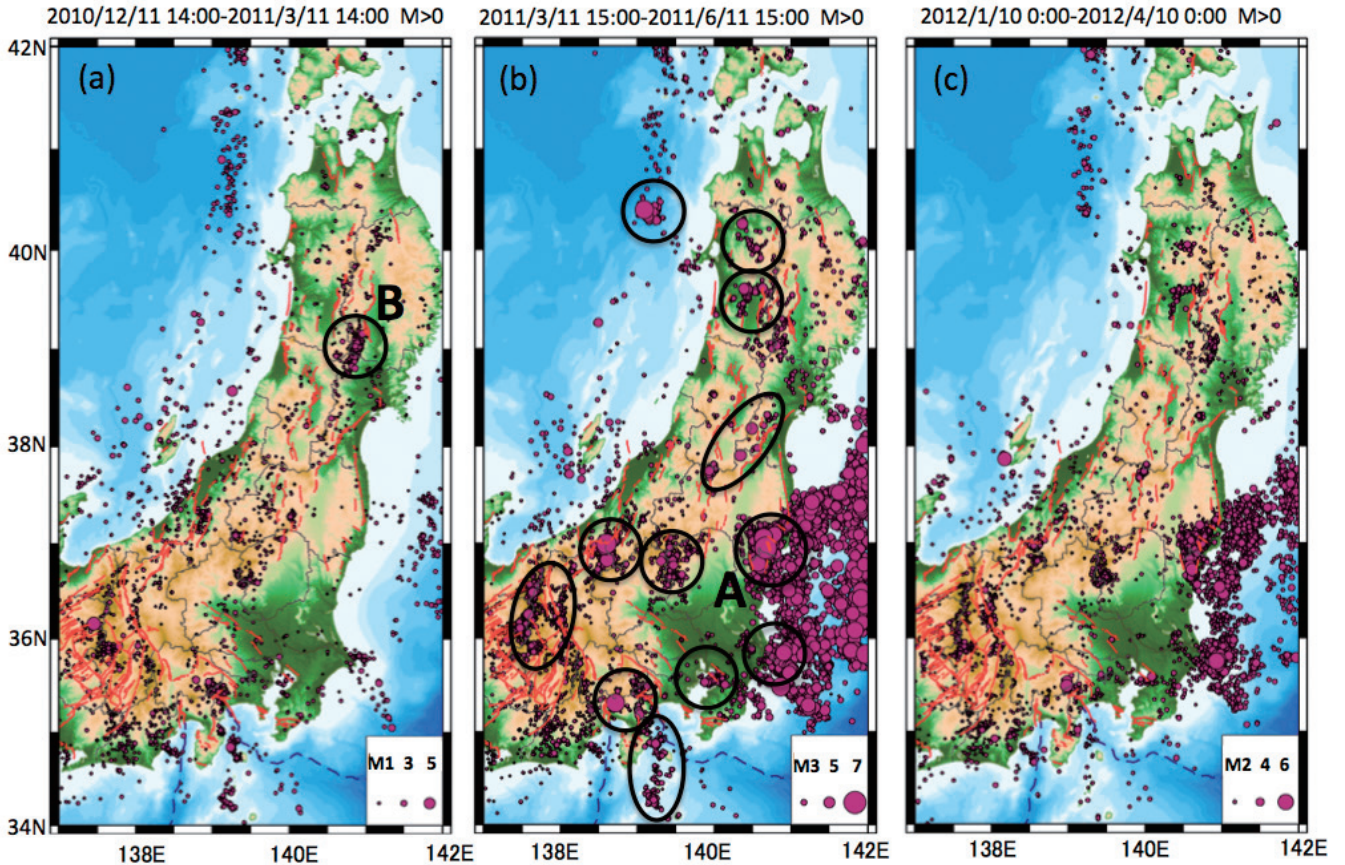 2010/12/11 14:00-2011/3/11 14:00 M>0
2011/3/11 15:00-2011/6/11 15:00 M>0
2012/1/10 0:00-2012/4/10 0:00 M>0
42N
(a)
(b)
(c)
40N
B
38N
A
36N
M1 3 5
M3 5 7
M2 4 6
34N
138E 140E 142E
138E 140E 142E
138E 140E 142E